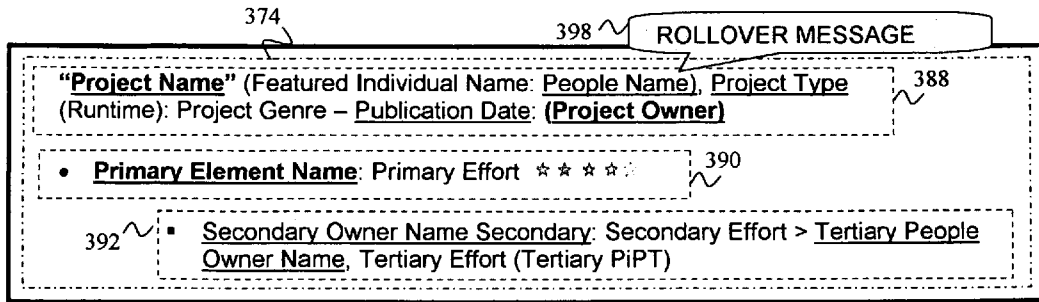 374
398
ROLLOVER MESSAGE
“Project Name” (Featured Individual Name: People Name), Project Type
(Runtime): Project Genre – Publication Date: (Project Owner)
388
• Primary Element Name: Primary Effort ☆☆☆☆☆
390
392
▪ Secondary Owner Name Secondary: Secondary Effort > Tertiary People
Owner Name, Tertiary Effort (Tertiary PiPT)